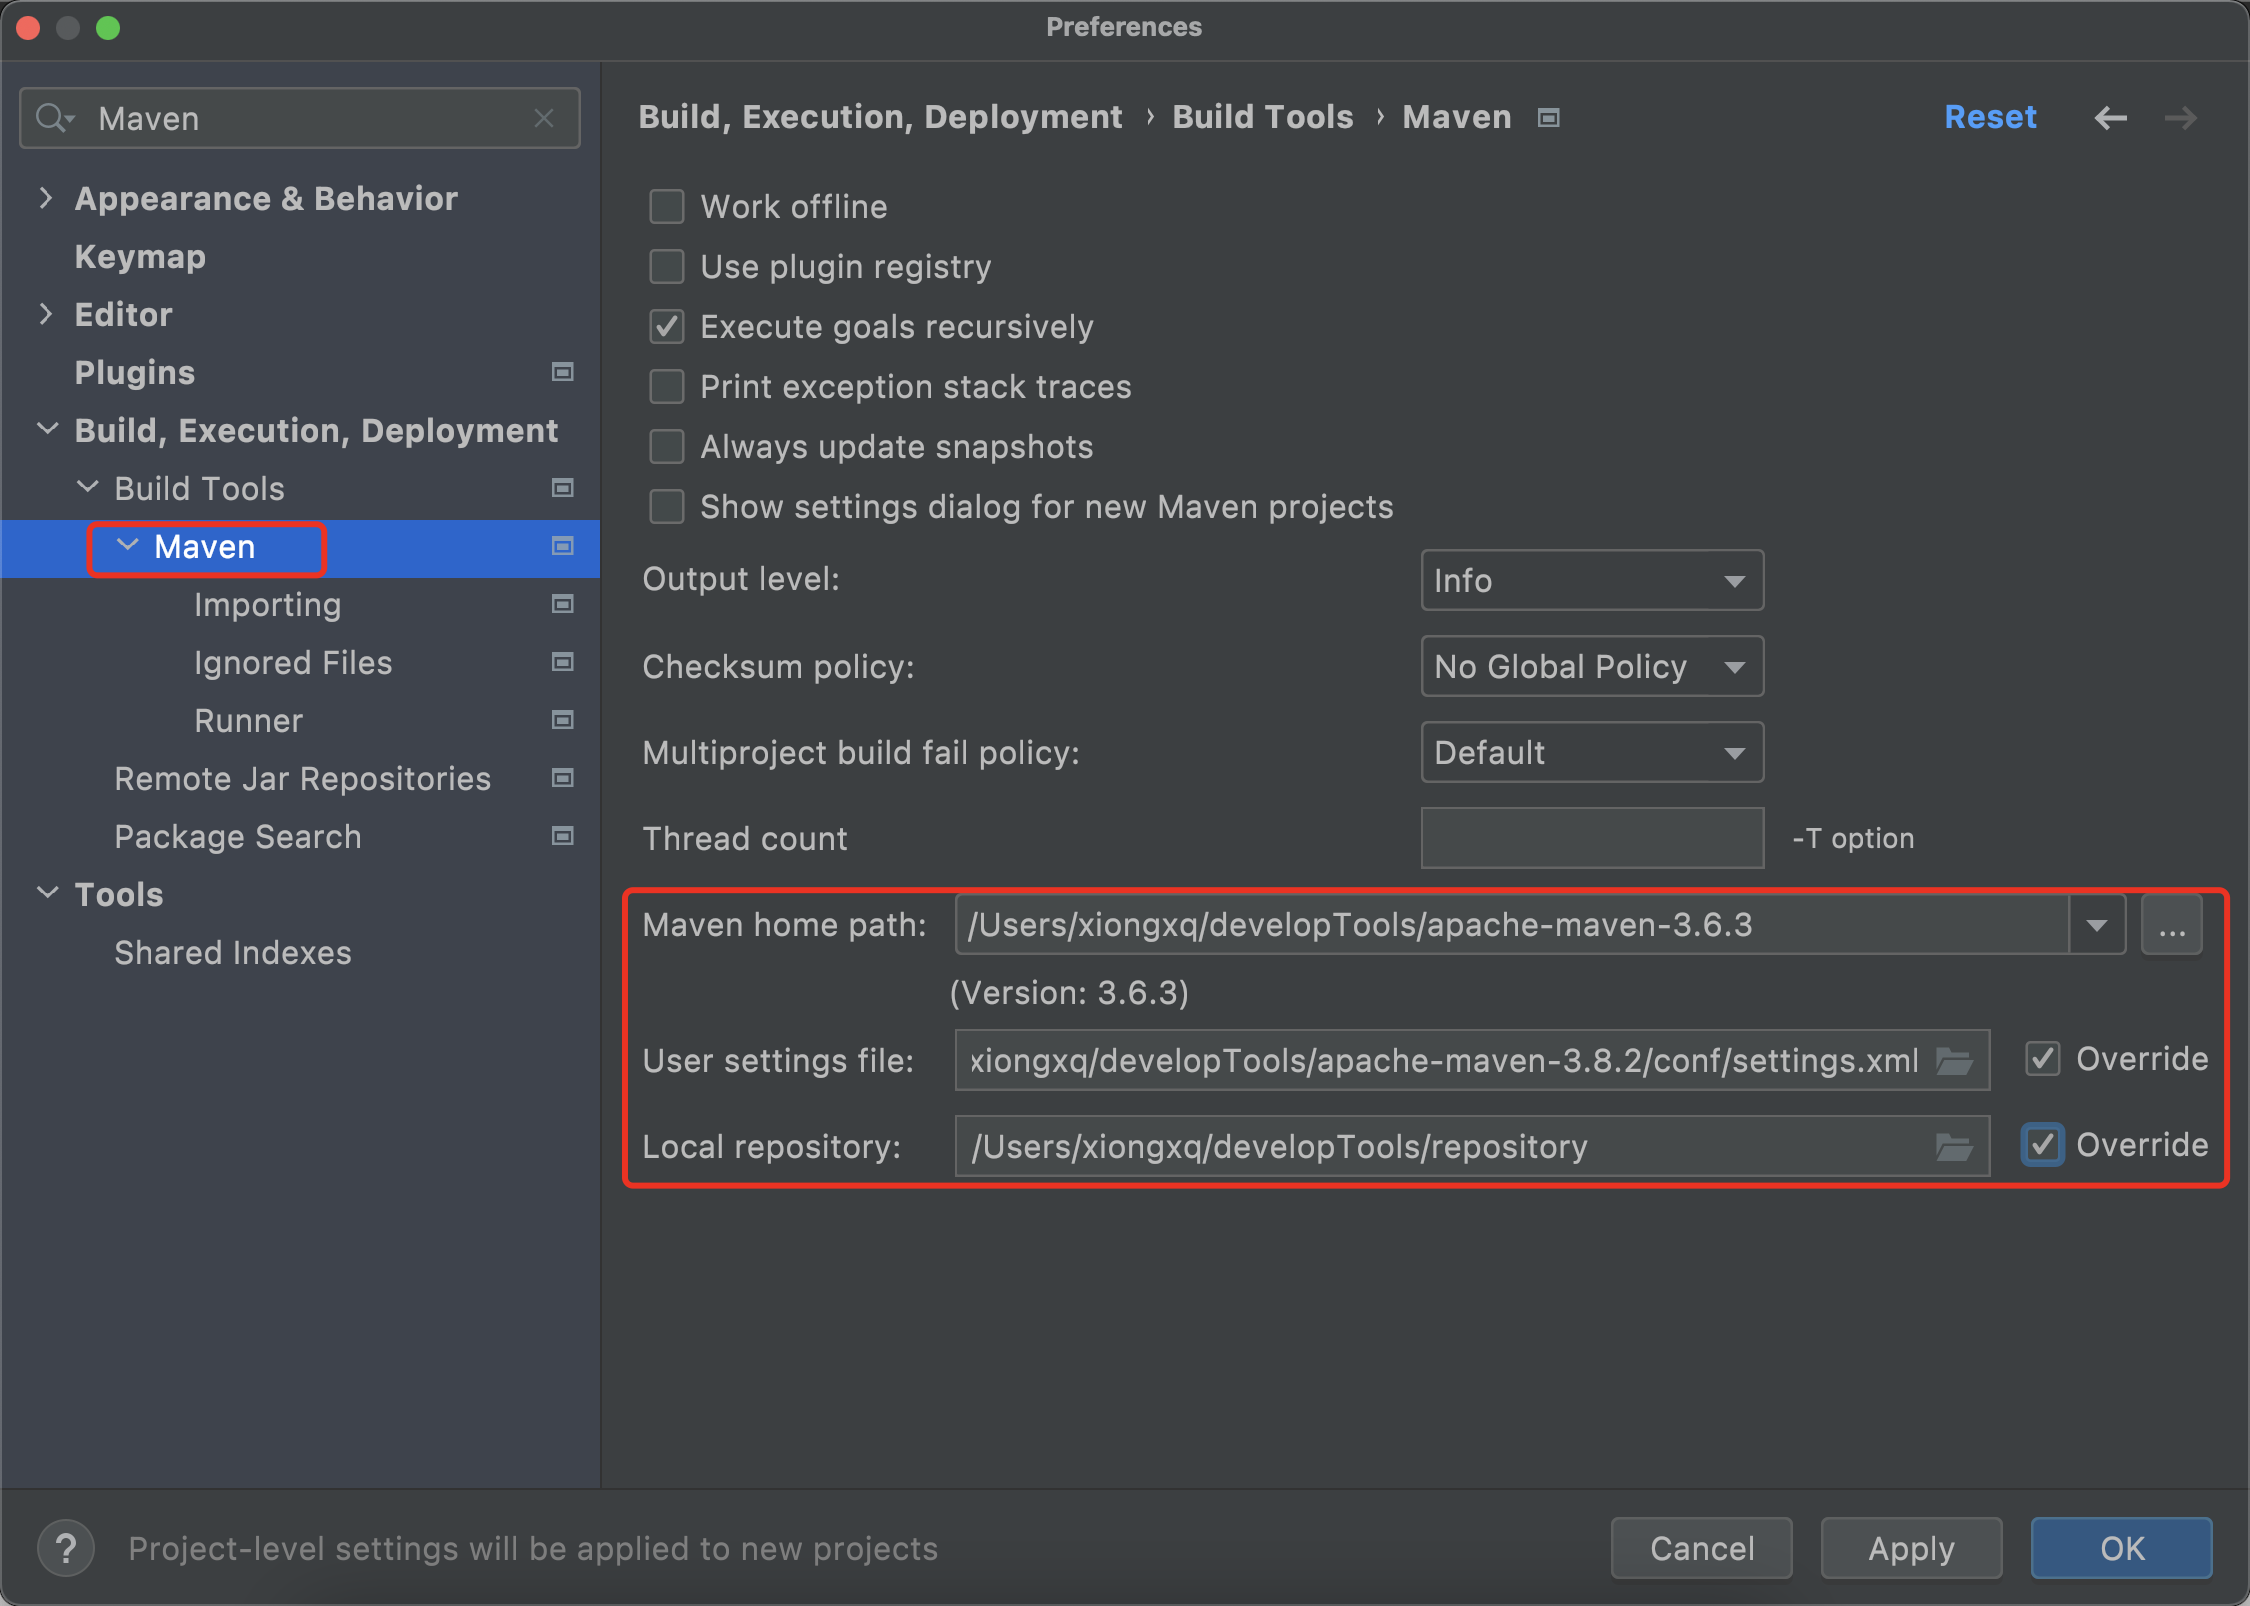 Preferences
Maven
Appearance & Behavior
Keymap
Editor
Plugins
Build, Execution, Deployment
Build Tools
Maven
Importing
Ignored Files
Runner
Remote Jar Repositories
Package Search
Tools
Shared Indexes
Build, Execution, Deployment › Build Tools › Maven
Reset
Work offline
Use plugin registry
Execute goals recursively
Print exception stack traces
Always update snapshots
Show settings dialog for new Maven projects
Output level: Info
Checksum policy: No Global Policy
Multiproject build fail policy: Default
Thread count -T option
Maven home path: /Users/xiongxq/developTools/apache-maven-3.6.3 ...
(Version: 3.6.3)
User settings file: xiongxq/developTools/apache-maven-3.8.2/conf/settings.xml Override
Local repository: /Users/xiongxq/developTools/repository Override
? Project-level settings will be applied to new projects
Cancel Apply OK